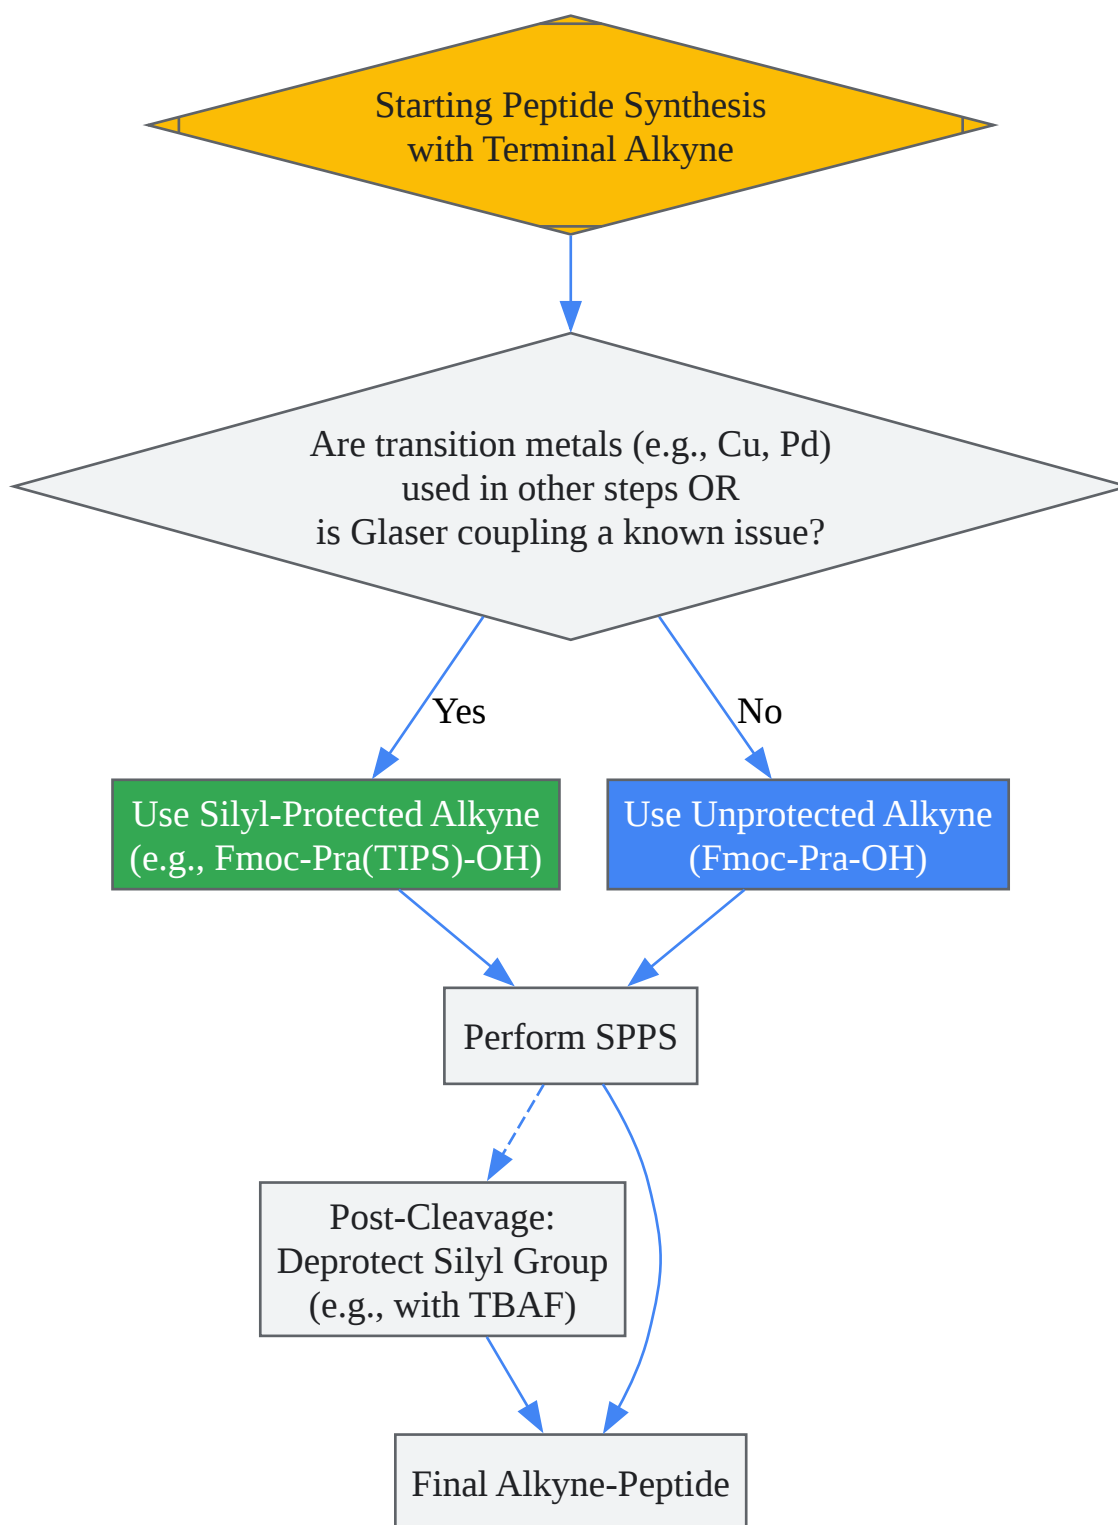 Starting Peptide Synthesis
with Terminal Alkyne
Are transition metals (e.g., Cu, Pd)
used in other steps OR
is Glaser coupling a known issue?
Yes
No
Use Silyl-Protected Alkyne
(e.g., Fmoc-Pra(TIPS)-OH)
Use Unprotected Alkyne
(Fmoc-Pra-OH)
Perform SPPS
Post-Cleavage:
Deprotect Silyl Group
(e.g., with TBAF)
Final Alkyne-Peptide